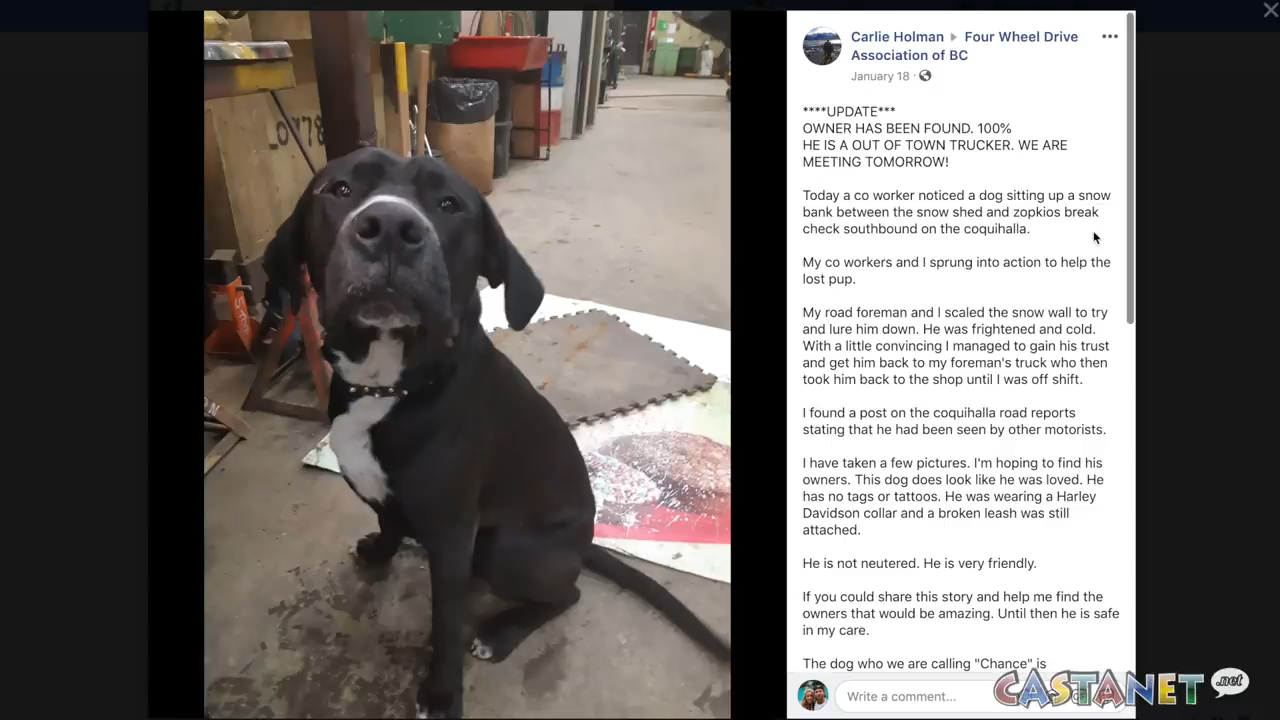 Carlie Holman ▸ Four Wheel Drive
Association of BC
January 18 ·
****UPDATE***
OWNER HAS BEEN FOUND. 100%
HE IS A OUT OF TOWN TRUCKER. WE ARE
MEETING TOMORROW!
Today a co worker noticed a dog sitting up a snow
bank between the snow shed and zopkios break
check southbound on the coquihalla.
My co workers and I sprung into action to help the
lost pup.
My road foreman and I scaled the snow wall to try
and lure him down. He was frightened and cold.
With a little convincing I managed to gain his trust
and get him back to my foreman's truck who then
took him back to the shop until I was off shift.
I found a post on the coquihalla road reports
stating that he had been seen by other motorists.
I have taken a few pictures. I'm hoping to find his
owners. This dog does look like he was loved. He
has no tags or tattoos. He was wearing a Harley
Davidson collar and a broken leash was still
attached.
He is not neutered. He is very friendly.
If you could share this story and help me find the
owners that would be amazing. Until then he is safe
in my care.
The dog who we are calling "Chance" is
Write a comment...
CASTANET .net